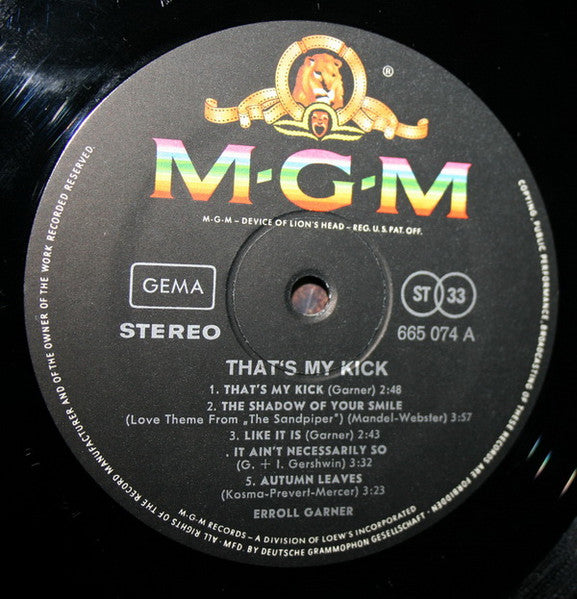 ®
M·G·M
M-G-M – DEVICE OF LION'S HEAD – REG. U.S. PAT. OFF.
GEMA
ST 33
STEREO
665 074 A
THAT'S MY KICK
1. THAT'S MY KICK (Garner) 2:48
2. THE SHADOW OF YOUR SMILE
(Love Theme From „The Sandpiper") (Mandel-Webster) 3:57
3. LIKE IT IS (Garner) 2:43
. IT AIN'T NECESSARILY SO
(G. + I. Gershwin) 3:32
5. AUTUMN LEAVES
(Kosma-Prevert-Mercer) 3:23
ERROLL GARNER
M-G-M RECORDS – A DIVISION OF LOEW'S INCORPORATED
ALL RIGHTS OF THE RECORD MANUFACTURER AND OF THE OWNER OF THE WORK RECORDED RESERVED.
COPYING, PUBLIC PERFORMANCE, BROADCASTING OF THESE RECORDS ARE FORBIDDEN
· MFD. BY DEUTSCHE GRAMMOPHON GESELLSCHAFT ·